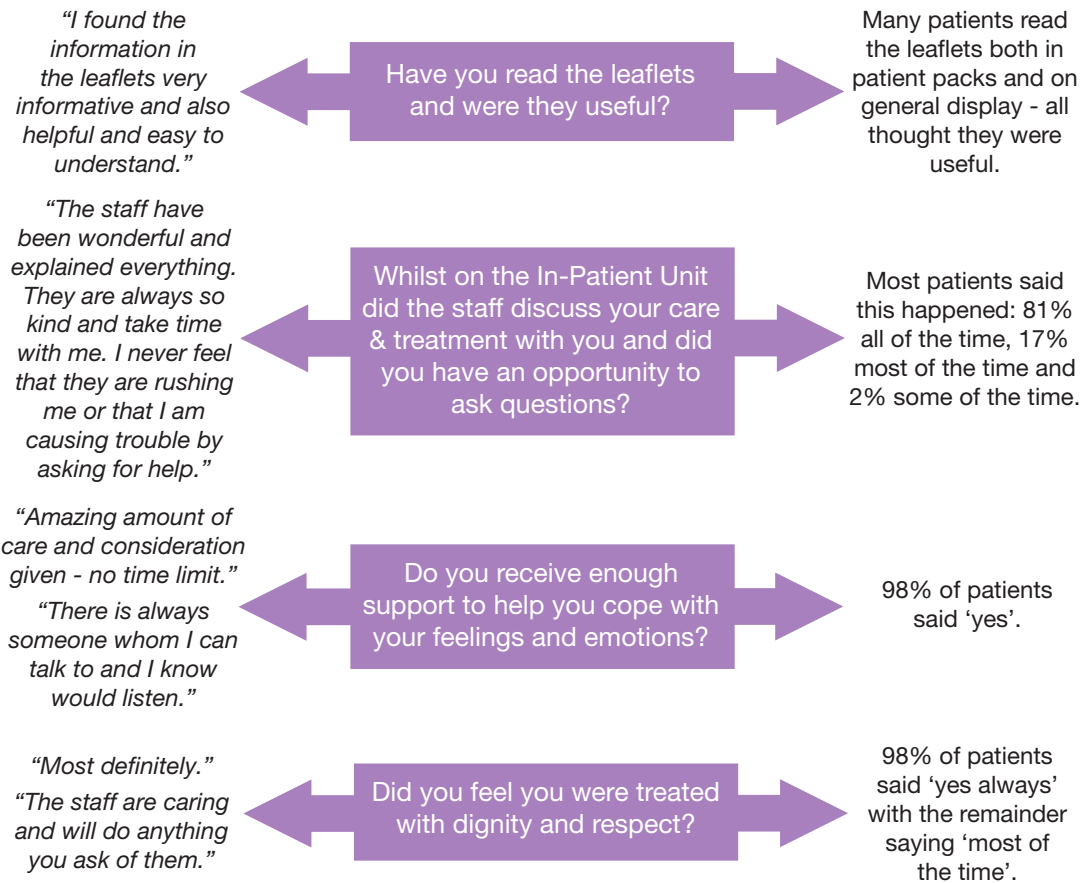 “I found the
information in
the leaflets very
informative and also
helpful and easy to
understand.”
Have you read the leaflets
and were they useful?
Many patients read
the leaflets both in
patient packs and on
general display - all
thought they were
useful.
“The staff have
been wonderful and
explained everything.
They are always so
kind and take time
with me. I never feel
that they are rushing
me or that I am
causing trouble by
asking for help.”
Whilst on the In-Patient Unit
did the staff discuss your care
& treatment with you and did
you have an opportunity to
ask questions?
Most patients said
this happened: 81%
all of the time, 17%
most of the time and
2% some of the time.
“Amazing amount of
care and consideration
given - no time limit.”
“There is always
someone whom I can
talk to and I know
would listen.”
Do you receive enough
support to help you cope with
your feelings and emotions?
98% of patients
said ‘yes’.
“Most definitely.”
“The staff are caring
and will do anything
you ask of them.”
Did you feel you were treated
with dignity and respect?
98% of patients
said ‘yes always’
with the remainder
saying ‘most of
the time’.